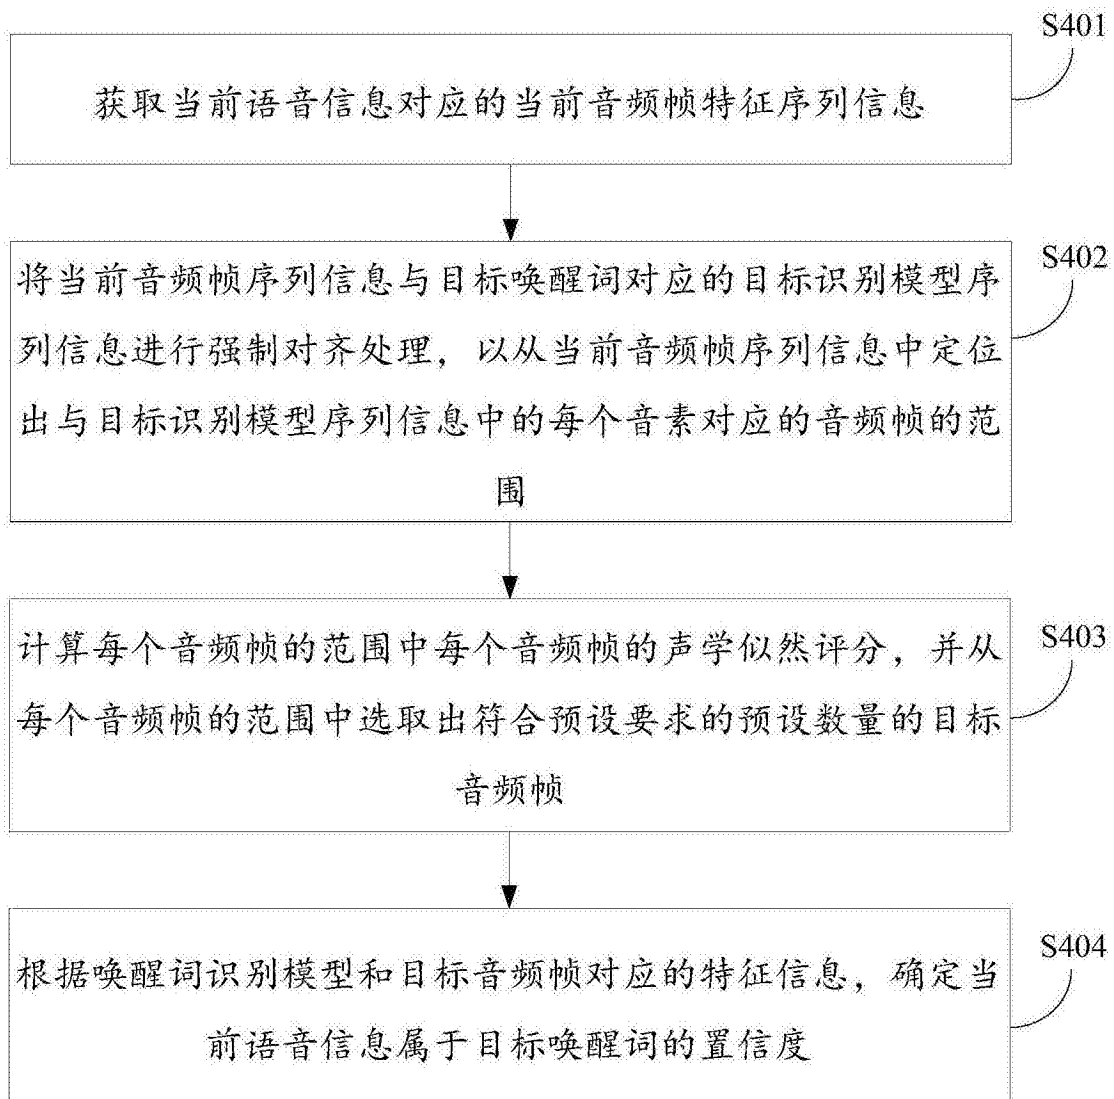 S401
获取当前语音信息对应的当前音频帧特征序列信息
S402
将当前音频帧序列信息与目标唤醒词对应的目标识别模型序
列信息进行强制对齐处理，以从当前音频帧序列信息中定位
出与目标识别模型序列信息中的每个音素对应的音频帧的范
围
S403
计算每个音频帧的范围中每个音频帧的声学似然评分，并从
每个音频帧的范围中选取出符合预设要求的预设数量的目标
音频帧
S404
根据唤醒词识别模型和目标音频帧对应的特征信息，确定当
前语音信息属于目标唤醒词的置信度